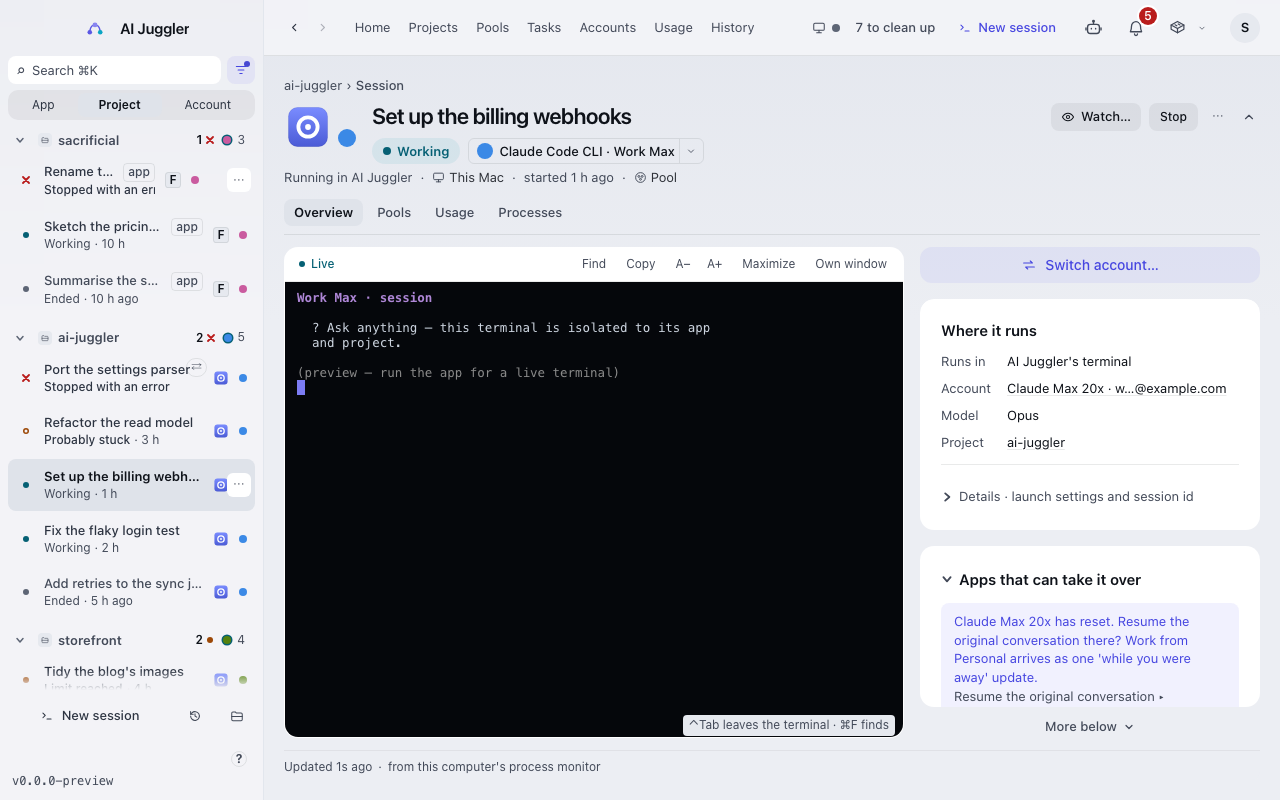 AI Juggler
Search ⌘K
App Project Account
sacrificial 1 3
Rename t... app F
Stopped with an err
Sketch the pricin... app F
Working · 10 h
Summarise the s... app F
Ended · 10 h ago
ai-juggler 2 5
Port the settings parser
Stopped with an error
Refactor the read model
Probably stuck · 3 h
Set up the billing webh...
Working · 1 h
Fix the flaky login test
Working · 2 h
Add retries to the sync j...
Ended · 5 h ago
storefront 2 4
Tidy the blog's images
New session
?
v0.0.0-preview
Home Projects Pools Tasks Accounts Usage History 7 to clean up New session 5 S
ai-juggler › Session
Set up the billing webhooks
Watch... Stop ...
Working Claude Code CLI · Work Max
Running in AI Juggler · This Mac · started 1 h ago · Pool
Overview Pools Usage Processes
Live Find Copy A− A+ Maximize Own window
Work Max · session
? Ask anything — this terminal is isolated to its app
and project.
(preview — run the app for a live terminal)
^Tab leaves the terminal · ⌘F finds
Switch account...
Where it runs
Runs in AI Juggler's terminal
Account Claude Max 20x · w...@example.com
Model Opus
Project ai-juggler
Details · launch settings and session id
Apps that can take it over
Claude Max 20x has reset. Resume the
original conversation there? Work from
Personal arrives as one 'while you were
away' update.
Resume the original conversation ▸
More below
Updated 1s ago · from this computer's process monitor